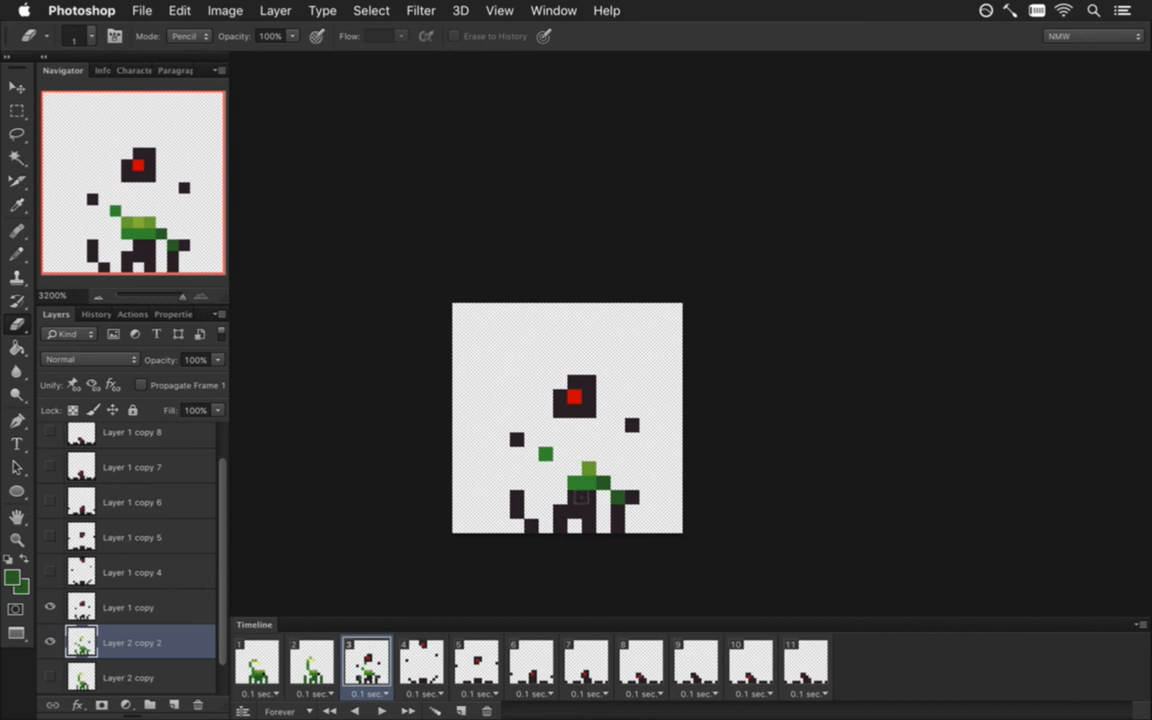 Photoshop File Edit Image Layer Type Select Filter 3D View Window Help
1 Mode: Pencil Opacity: 100% Flow: Erase to History NMW
Navigator Info Characte Paragrap
3200%
Layers History Actions Propertie
Kind
Normal Opacity: 100%
Unify: Propagate Frame 1
Lock: Fill: 100%
Layer 1 copy 8
Layer 1 copy 7
Layer 1 copy 6
Layer 1 copy 5
Layer 1 copy 4
Layer 1 copy
Layer 2 copy 2
Layer 2 copy
Timeline
1 2 3 4 5 6 7 8 9 10 11
0.1 sec. 0.1 sec. 0.1 sec. 0.1 sec. 0.1 sec. 0.1 sec. 0.1 sec. 0.1 sec. 0.1 sec. 0.1 sec. 0.1 sec.
Forever